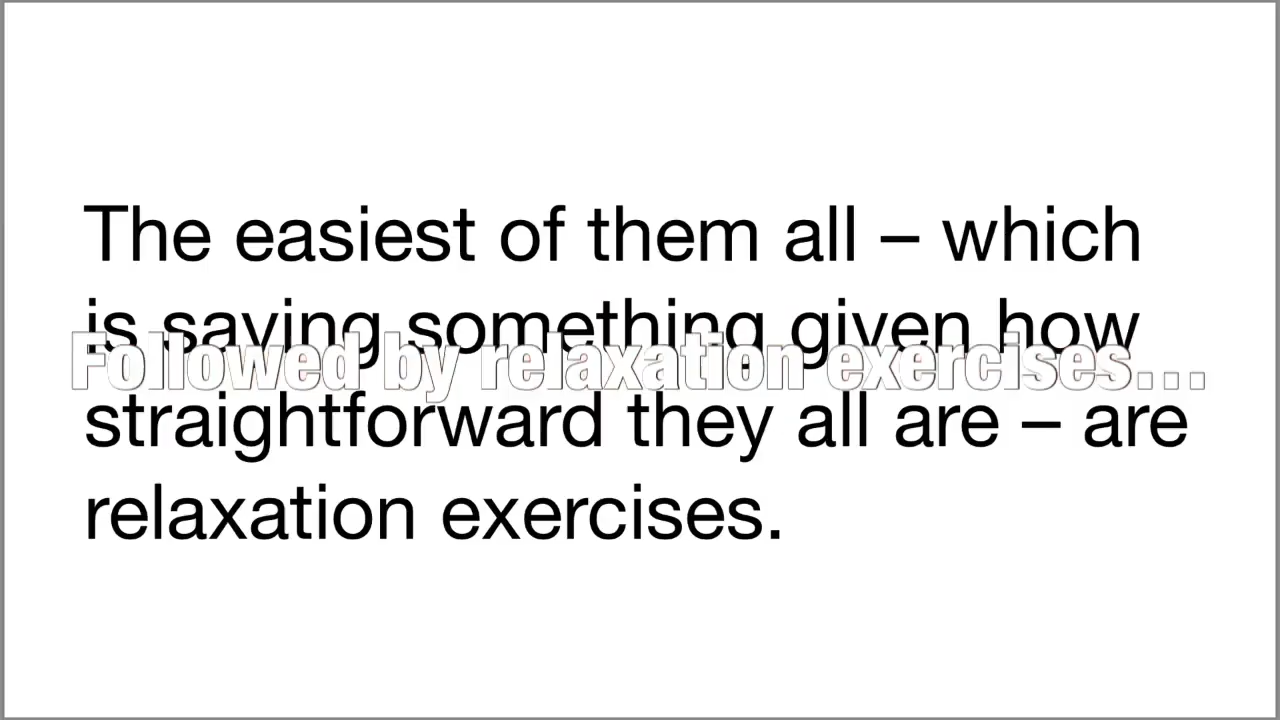 The easiest of them all – which
is saying something given how
Followed by relaxation exercises…
straightforward they all are – are
relaxation exercises.